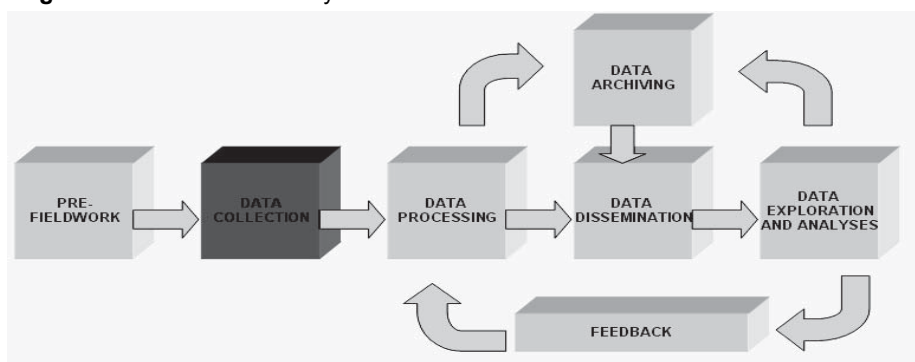 DATA
ARCHIVING
PRE-
FIELDWORK
DATA
COLLECTION
DATA
PROCESSING
DATA
DISSEMINATION
DATA
EXPLORATION
AND ANALYSES
FEEDBACK